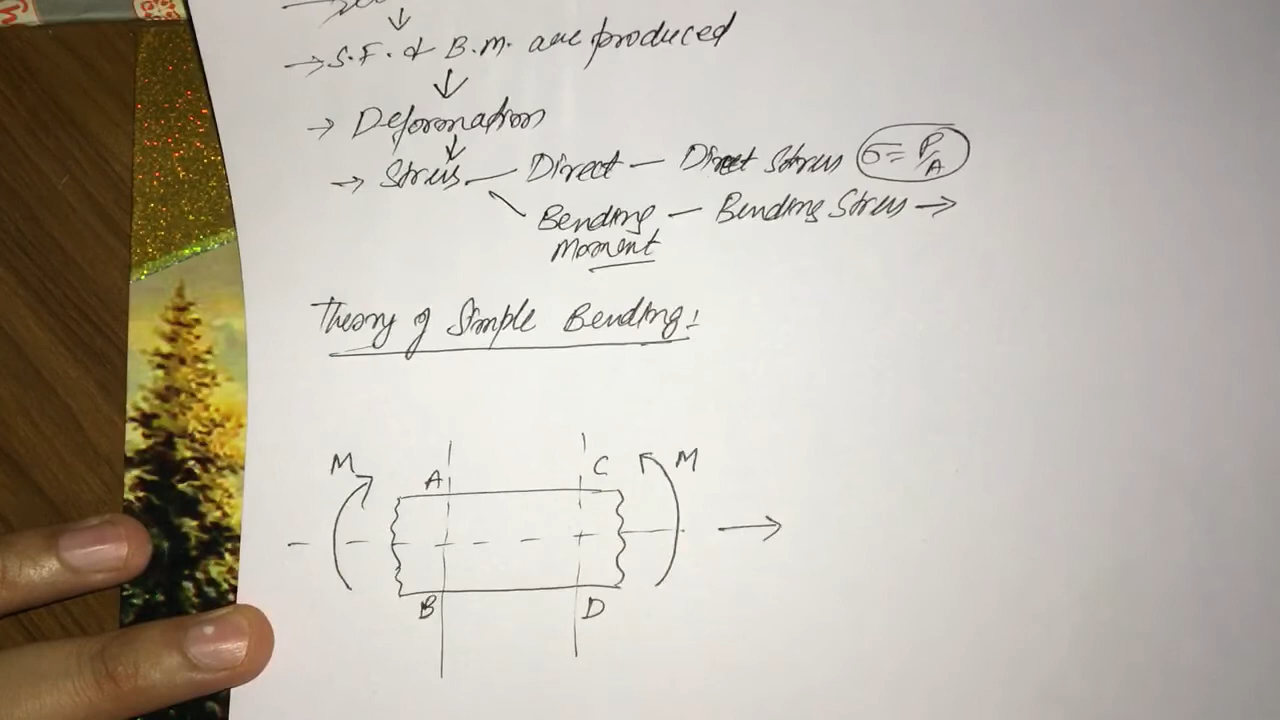 → S.F. & B.M. are produced
→ Deformation
→ Stress — Direct — Direct Stress σ = P/A
Bending — Bending Stress →
Moment
Theory of Simple Bending:
M A C M
B D